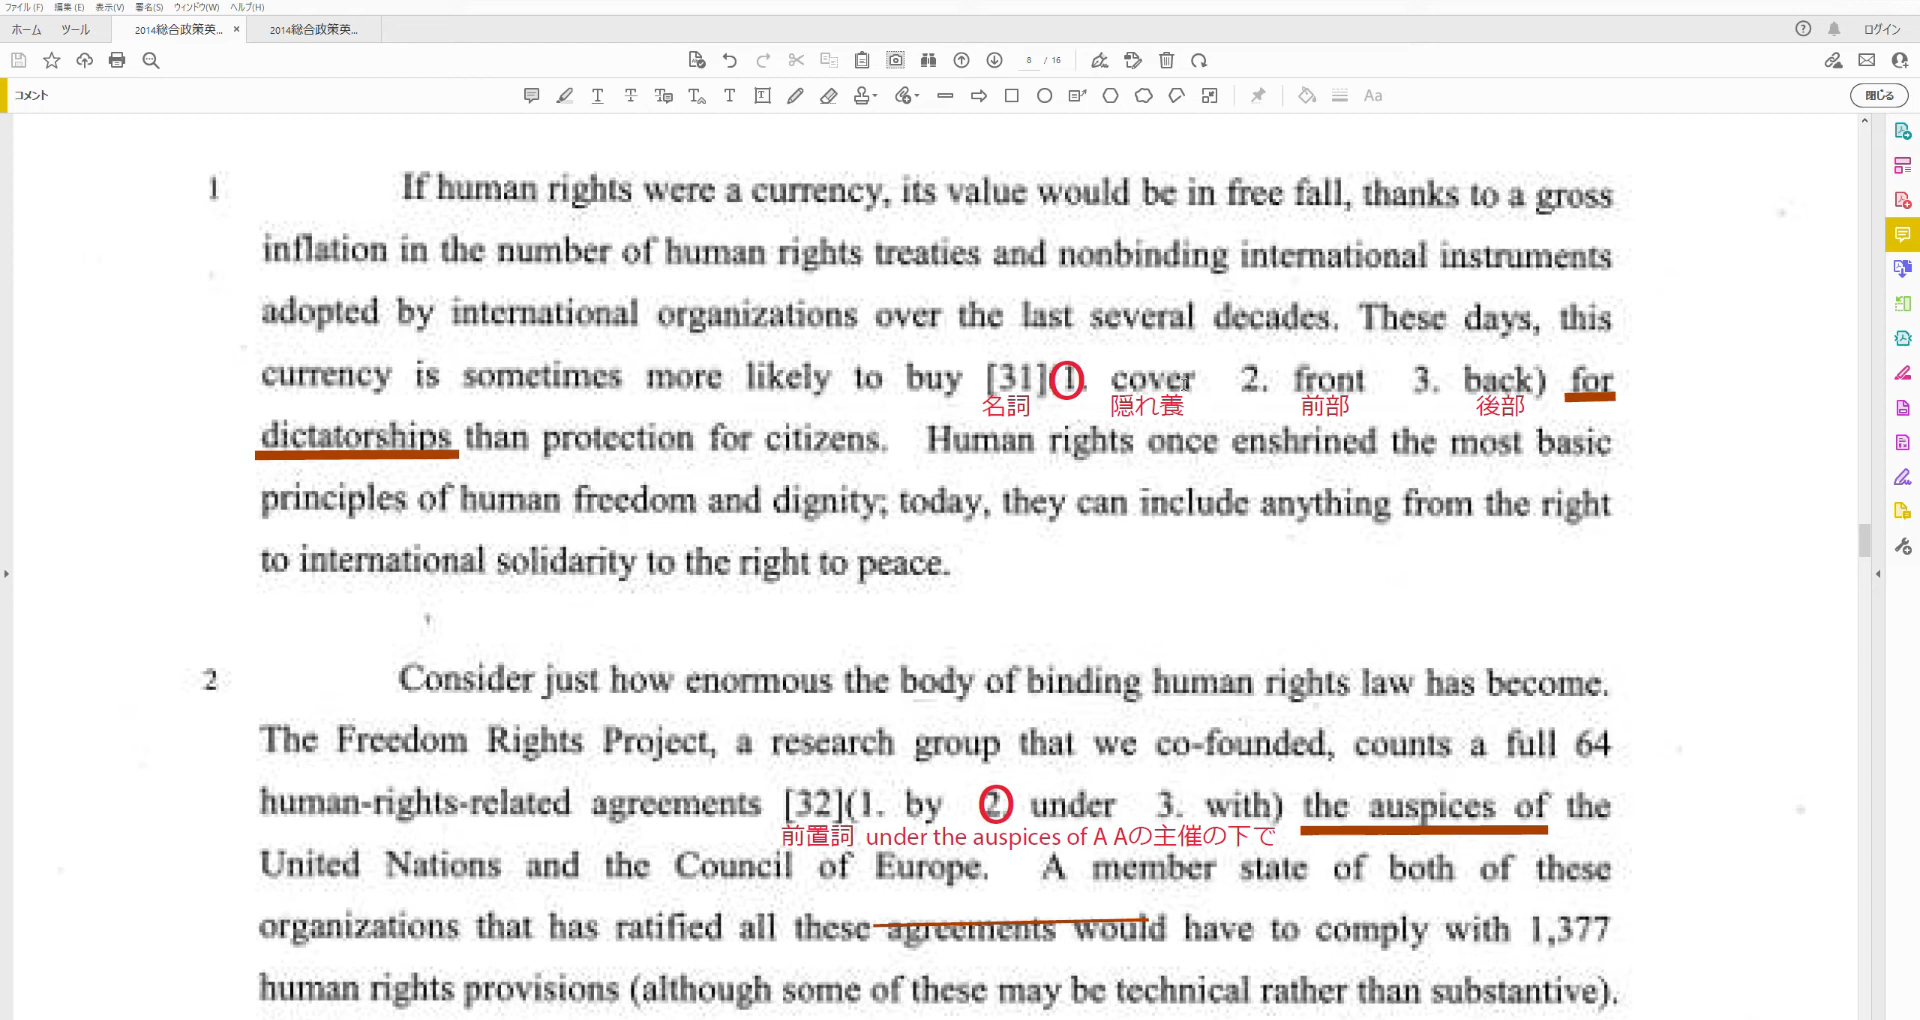 ファイル(F) 編集(E) 表示(V) 署名(S) ウィンドウ(W) ヘルプ(H)
ホーム ツール 2014総合政策英... × 2014総合政策英... ログイン
8 / 16
コメント Aa 閉じる
1 If human rights were a currency, its value would be in free fall, thanks to a gross
inflation in the number of human rights treaties and nonbinding international instruments
adopted by international organizations over the last several decades. These days, this
currency is sometimes more likely to buy [31](1. cover 2. front 3. back) for
名詞 隠れ養 前部 後部
dictatorships than protection for citizens. Human rights once enshrined the most basic
principles of human freedom and dignity; today, they can include anything from the right
to international solidarity to the right to peace.
2 Consider just how enormous the body of binding human rights law has become.
The Freedom Rights Project, a research group that we co-founded, counts a full 64
human-rights-related agreements [32](1. by 2. under 3. with) the auspices of the
前置詞 under the auspices of A Aの主催の下で
United Nations and the Council of Europe. A member state of both of these
organizations that has ratified all these agreements would have to comply with 1,377
human rights provisions (although some of these may be technical rather than substantive).